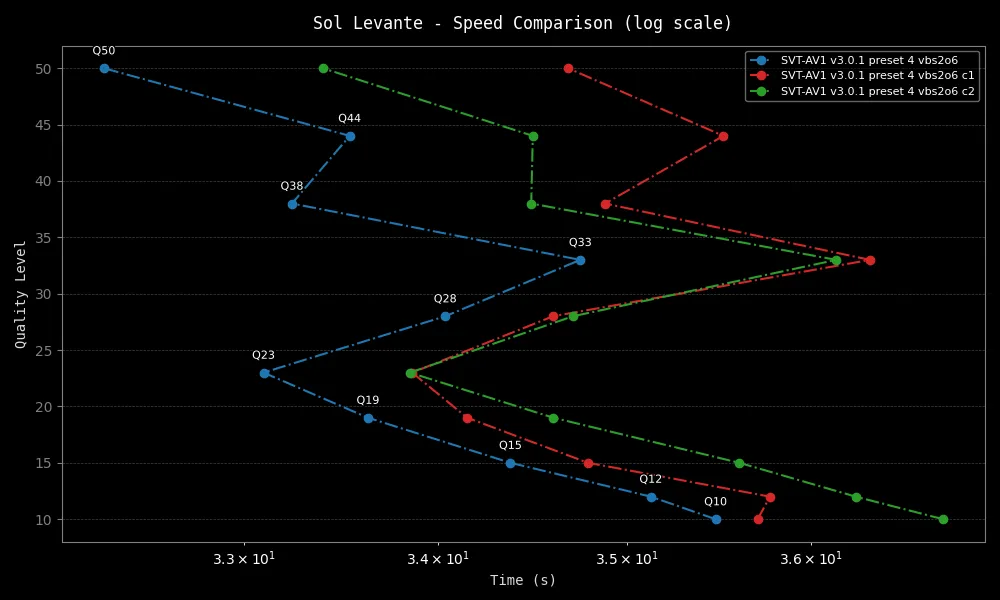 Sol Levante - Speed Comparison (log scale)
SVT-AV1 v3.0.1 preset 4 vbs2o6
SVT-AV1 v3.0.1 preset 4 vbs2o6 c1
SVT-AV1 v3.0.1 preset 4 vbs2o6 c2
Q50
Q44
Q38
Q33
Q28
Q23
Q19
Q15
Q12
Q10
50
45
40
35
30
25
20
15
10
Quality Level
3.3 × 10¹
3.4 × 10¹
3.5 × 10¹
3.6 × 10¹
Time (s)